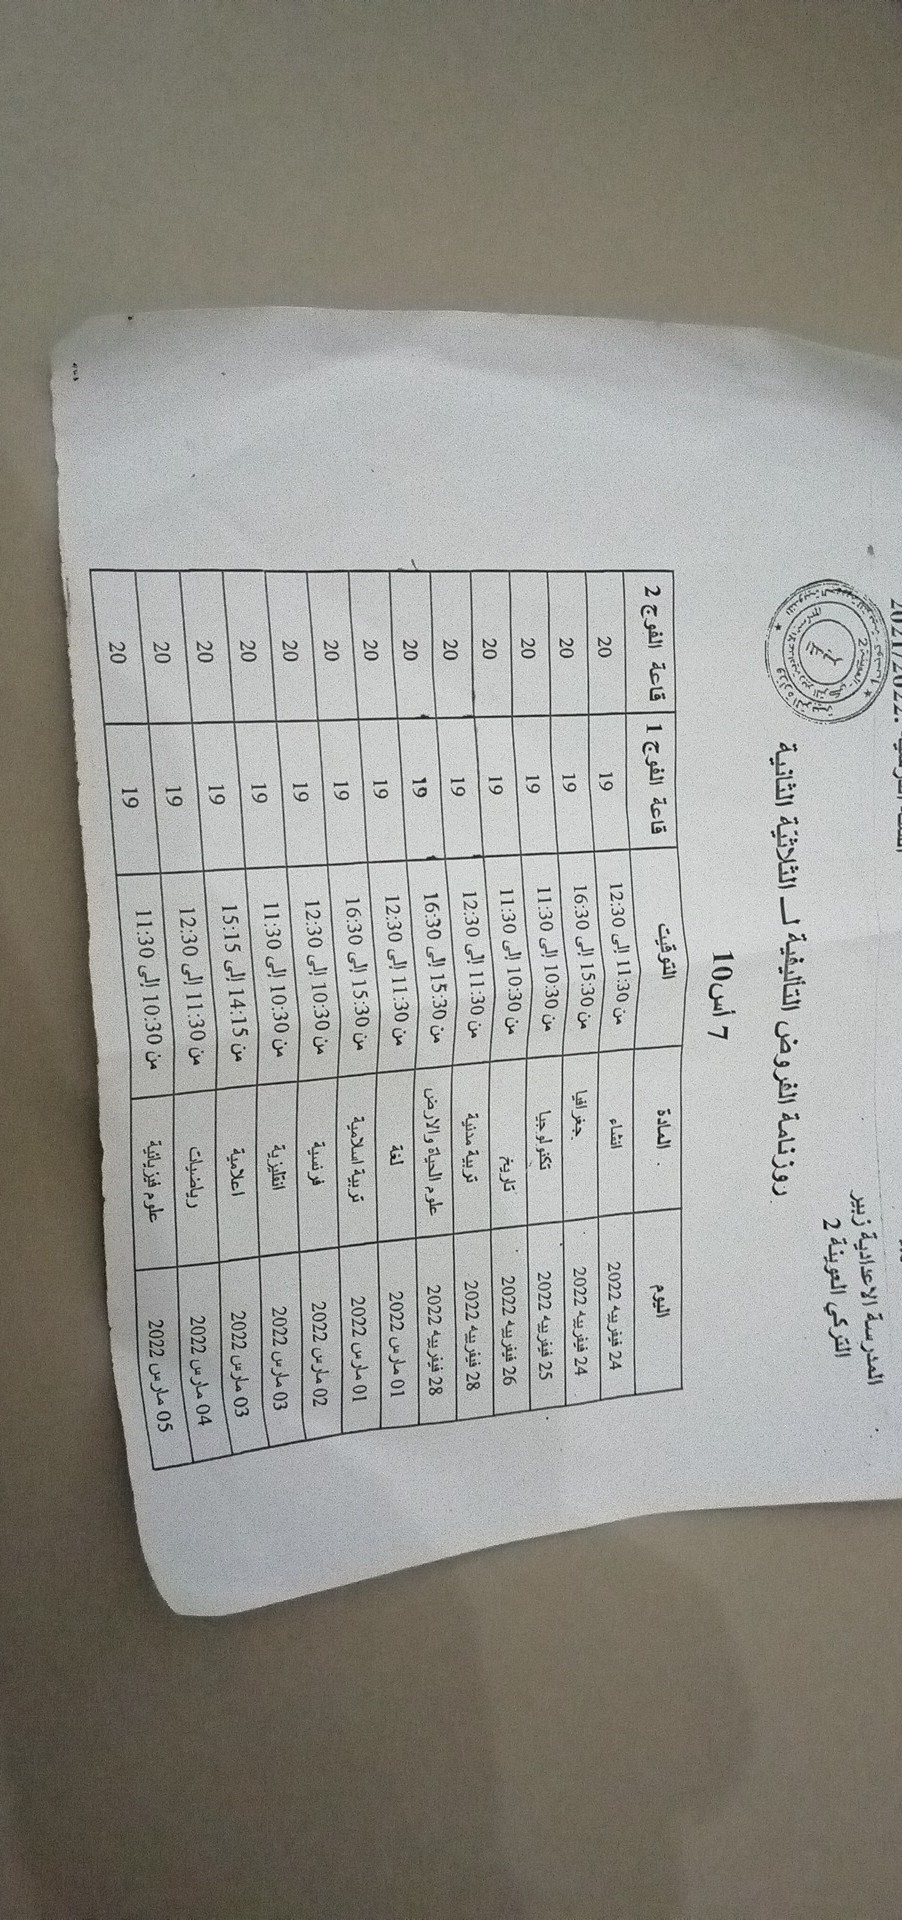 2021/2022
المدرسة الاعدادية زبير
التركي العوينة 2
روزنامة الفروض التأليفية لـ الثلاثيّة الثانية
7 أس10
اليوم المادة التوقيت قاعة الفوج 1 قاعة الفوج 2
24 فيفرييه 2022 انشاء من 11:30 إلى 12:30 19 20
24 فيفرييه 2022 جغرافيا من 15:30 إلى 16:30 19 20
25 فيفرييه 2022 تكنولوجيا من 10:30 إلى 11:30 19 20
26 فيفرييه 2022 تاريخ من 10:30 إلى 11:30 19 20
28 فيفرييه 2022 تربية مدنية من 11:30 إلى 12:30 19 20
28 فيفرييه 2022 علوم الحياة والارض من 15:30 إلى 16:30 19 20
01 مارس 2022 لغة من 11:30 إلى 12:30 19 20
01 مارس 2022 تربية اسلامية من 15:30 إلى 16:30 19 20
02 مارس 2022 فرنسية من 10:30 إلى 12:30 19 20
03 مارس 2022 انقليزية من 10:30 إلى 11:30 19 20
03 مارس 2022 اعلامية من 14:15 إلى 15:15 19 20
04 مارس 2022 رياضيات من 11:30 إلى 12:30 19 20
05 مارس 2022 علوم فيزيائية من 10:30 إلى 11:30 19 20